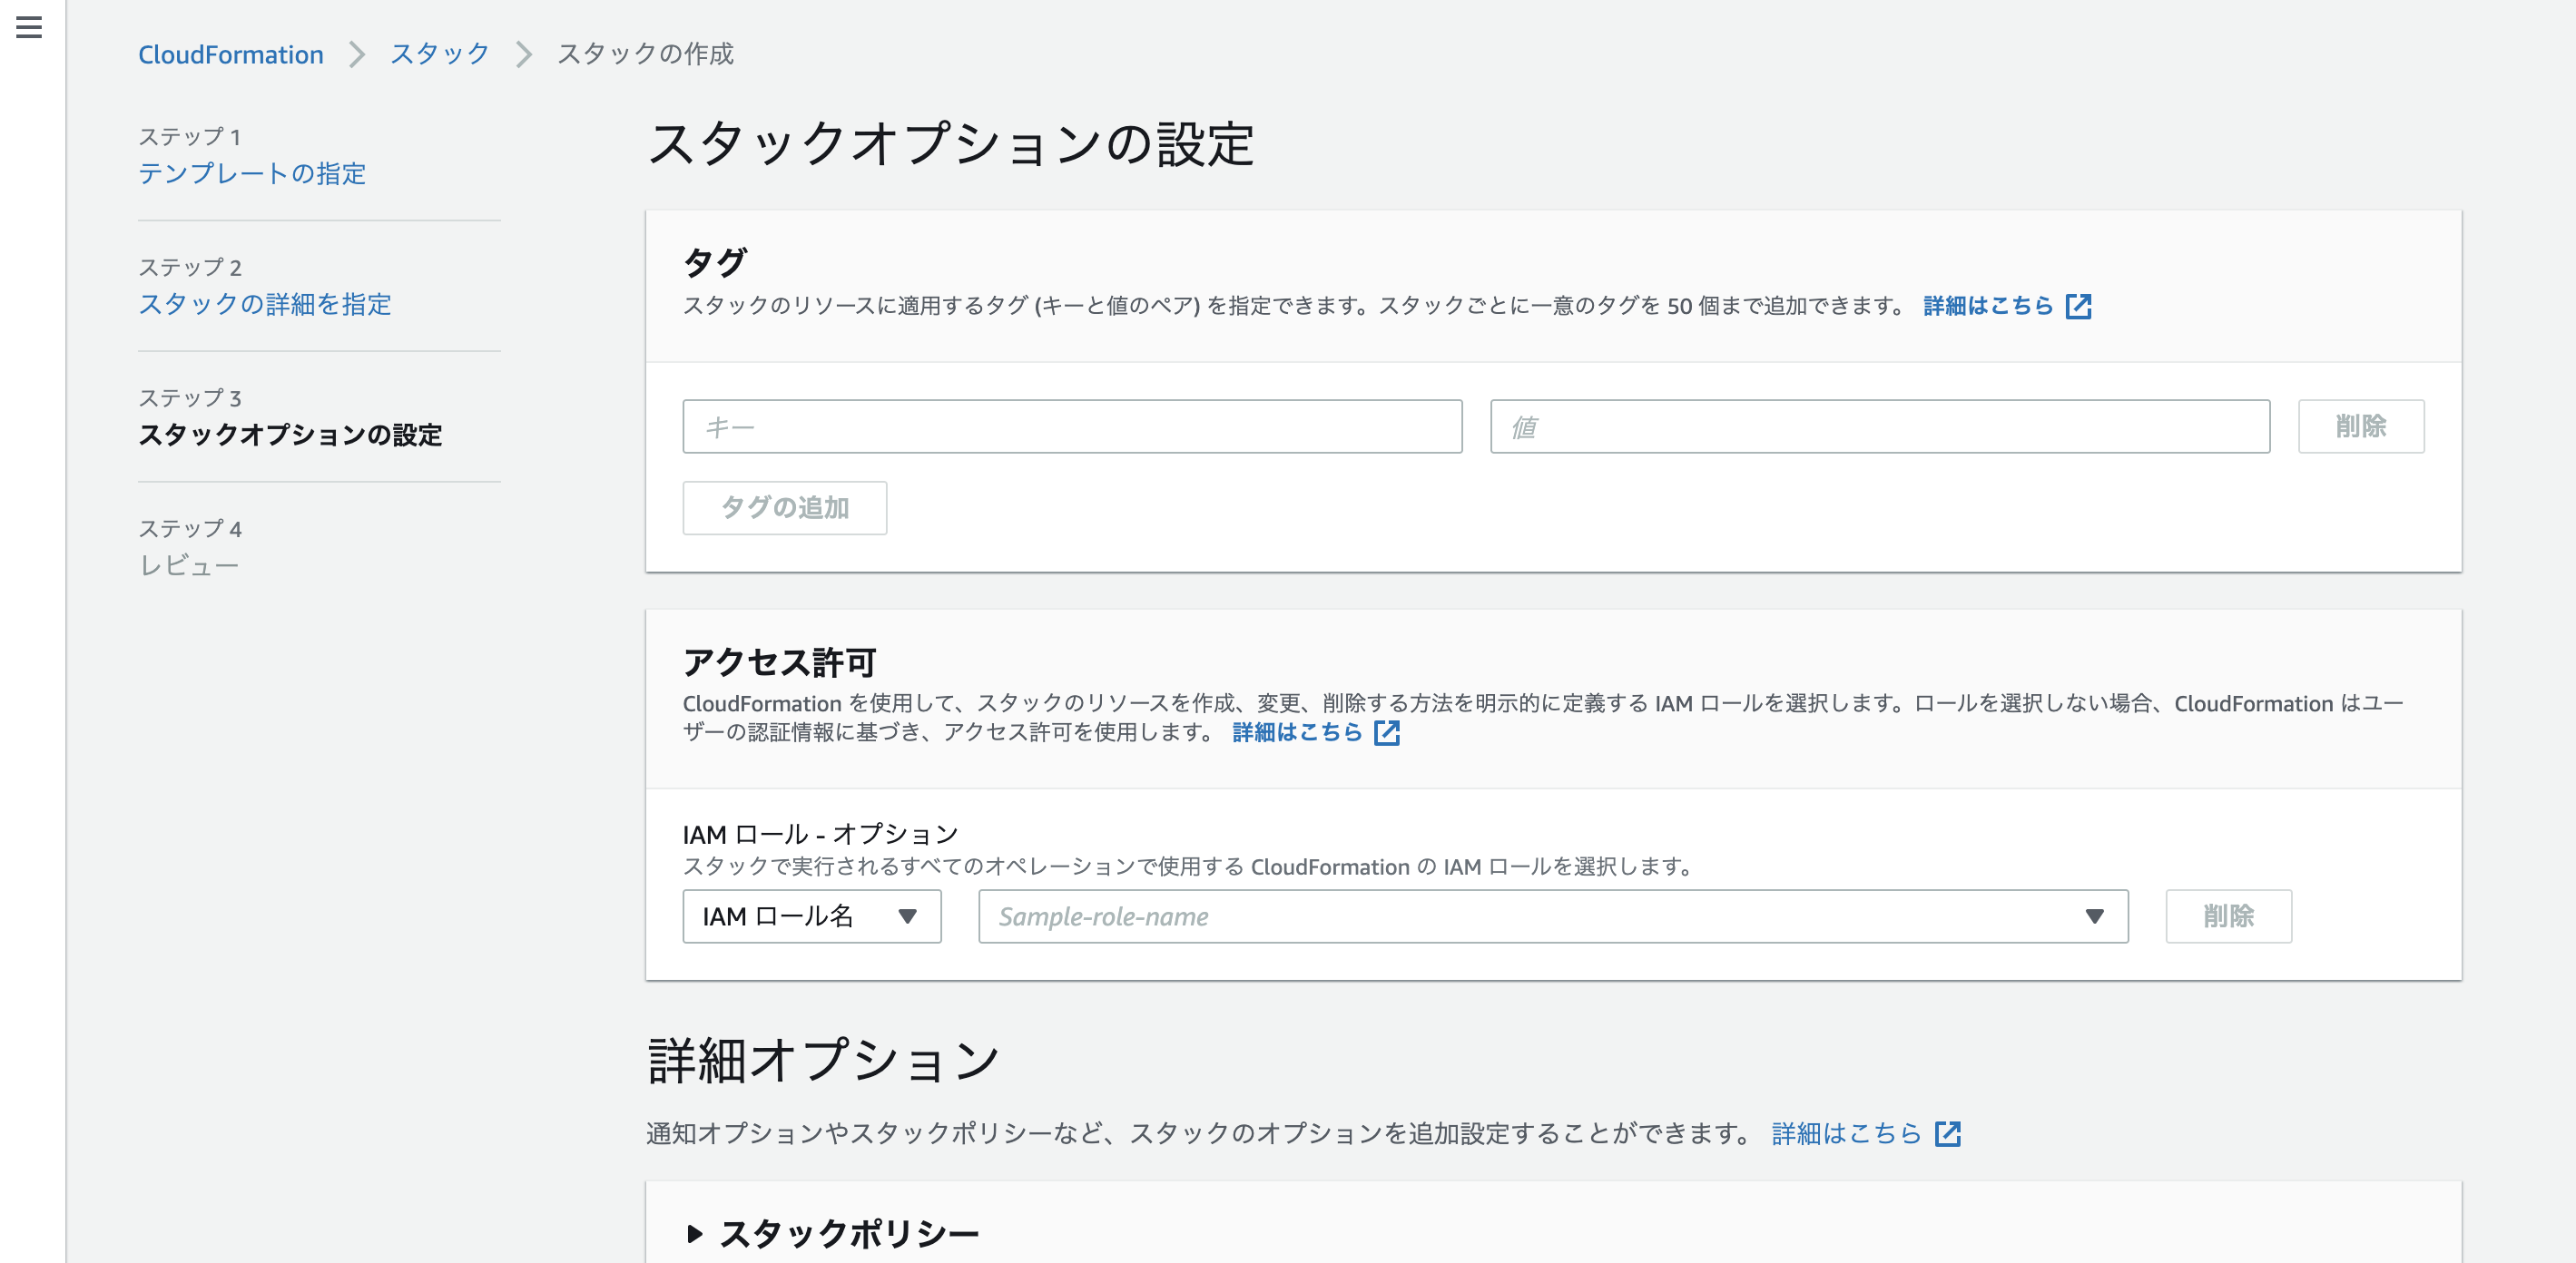 CloudFormation スタック スタックの作成
ステップ 1
テンプレートの指定
ステップ 2
スタックの詳細を指定
ステップ 3
スタックオプションの設定
ステップ 4
レビュー
スタックオプションの設定
タグ
スタックのリソースに適用するタグ (キーと値のペア) を指定できます。スタックごとに一意のタグを 50 個まで追加できます。 詳細はこちら
キー 値 削除
タグの追加
アクセス許可
CloudFormation を使用して、スタックのリソースを作成、変更、削除する方法を明示的に定義する IAM ロールを選択します。ロールを選択しない場合、CloudFormation はユー
ザーの認証情報に基づき、アクセス許可を使用します。 詳細はこちら
IAM ロール - オプション
スタックで実行されるすべてのオペレーションで使用する CloudFormation の IAM ロールを選択します。
IAM ロール名 Sample-role-name 削除
詳細オプション
通知オプションやスタックポリシーなど、スタックのオプションを追加設定することができます。 詳細はこちら
スタックポリシー